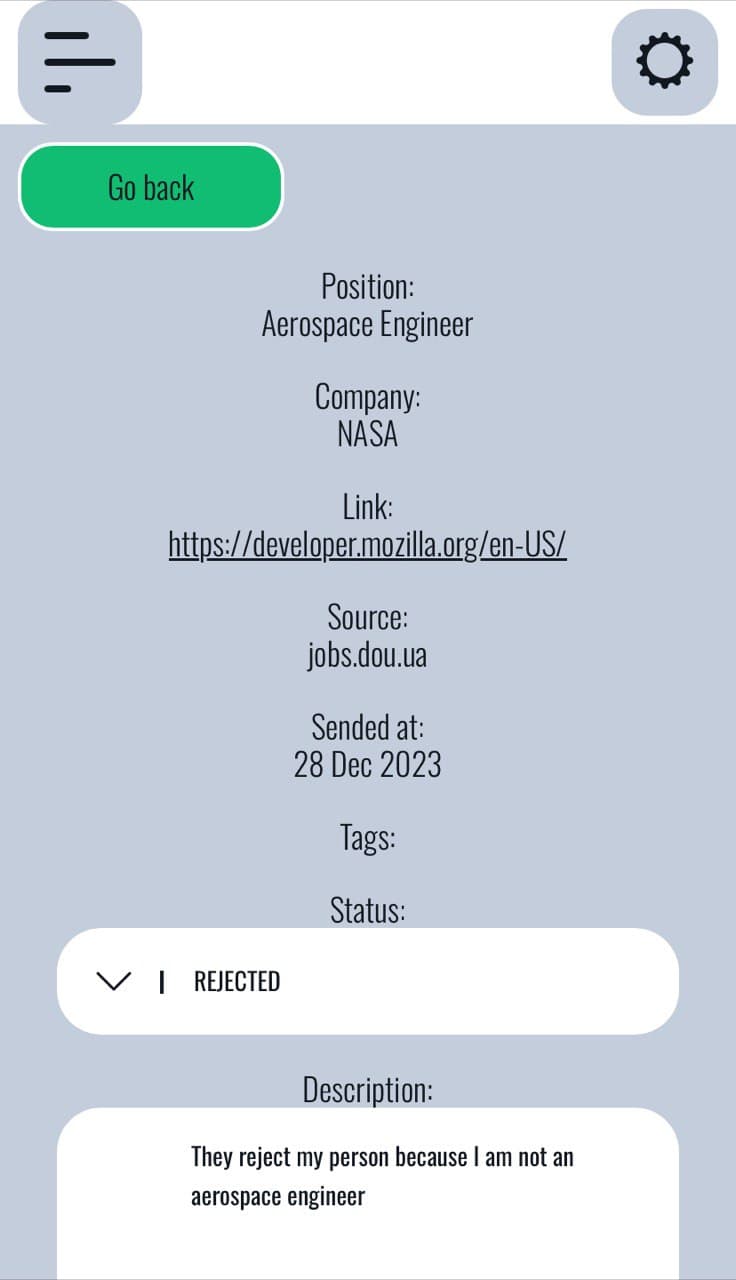 Go back
Position:
Aerospace Engineer
Company:
NASA
Link:
https://developer.mozilla.org/en-US/
Source:
jobs.dou.ua
Sended at:
28 Dec 2023
Tags:
Status:
REJECTED
Description:
They reject my person because I am not an
aerospace engineer